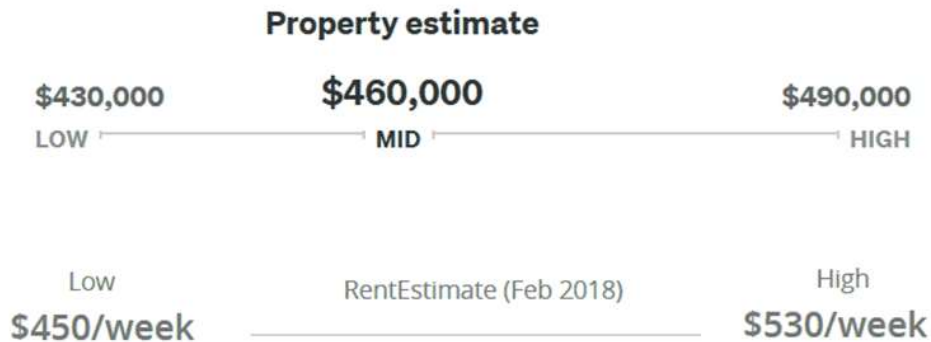 Property estimate
$430,000 $460,000 $490,000
LOW MID HIGH
Low RentEstimate (Feb 2018) High
$450/week $530/week